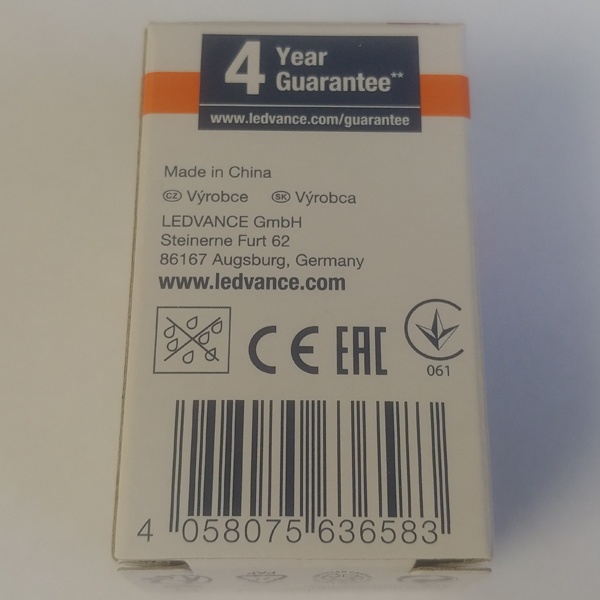 4 Year
Guarantee**
www.ledvance.com/guarantee
Made in China
CZ Výrobce SK Výrobca
LEDVANCE GmbH
Steinerne Furt 62
86167 Augsburg, Germany
www.ledvance.com
CE EAC
061
4 058075 636583